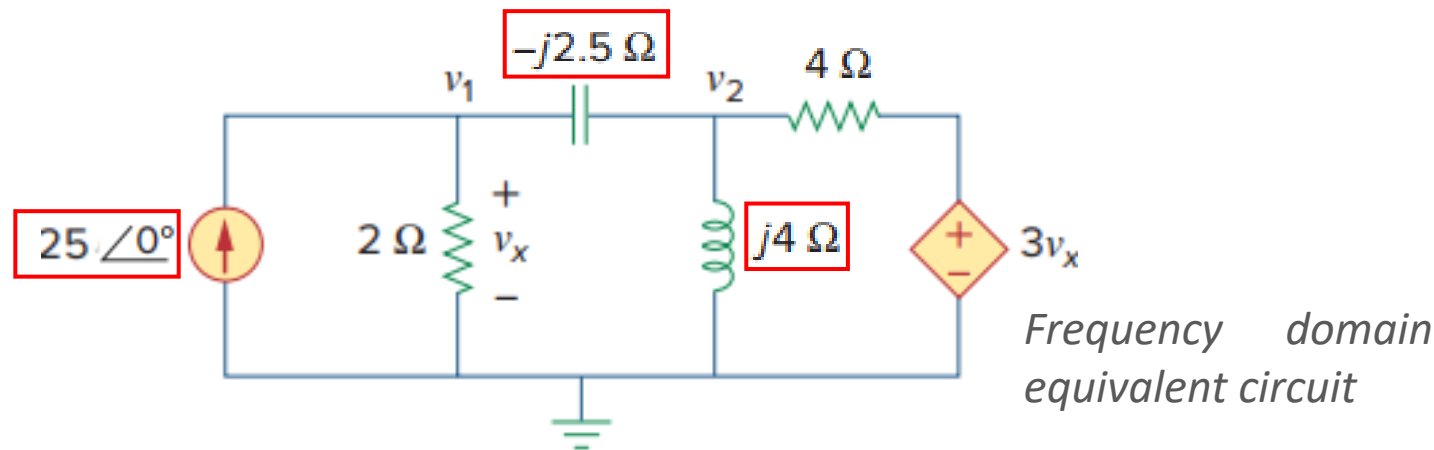 –j2.5 Ω
v₁
v₂
4 Ω
25 ∠0°
2 Ω
+
vₓ
–
j4 Ω
+
–
3vₓ
Frequency domain
equivalent circuit